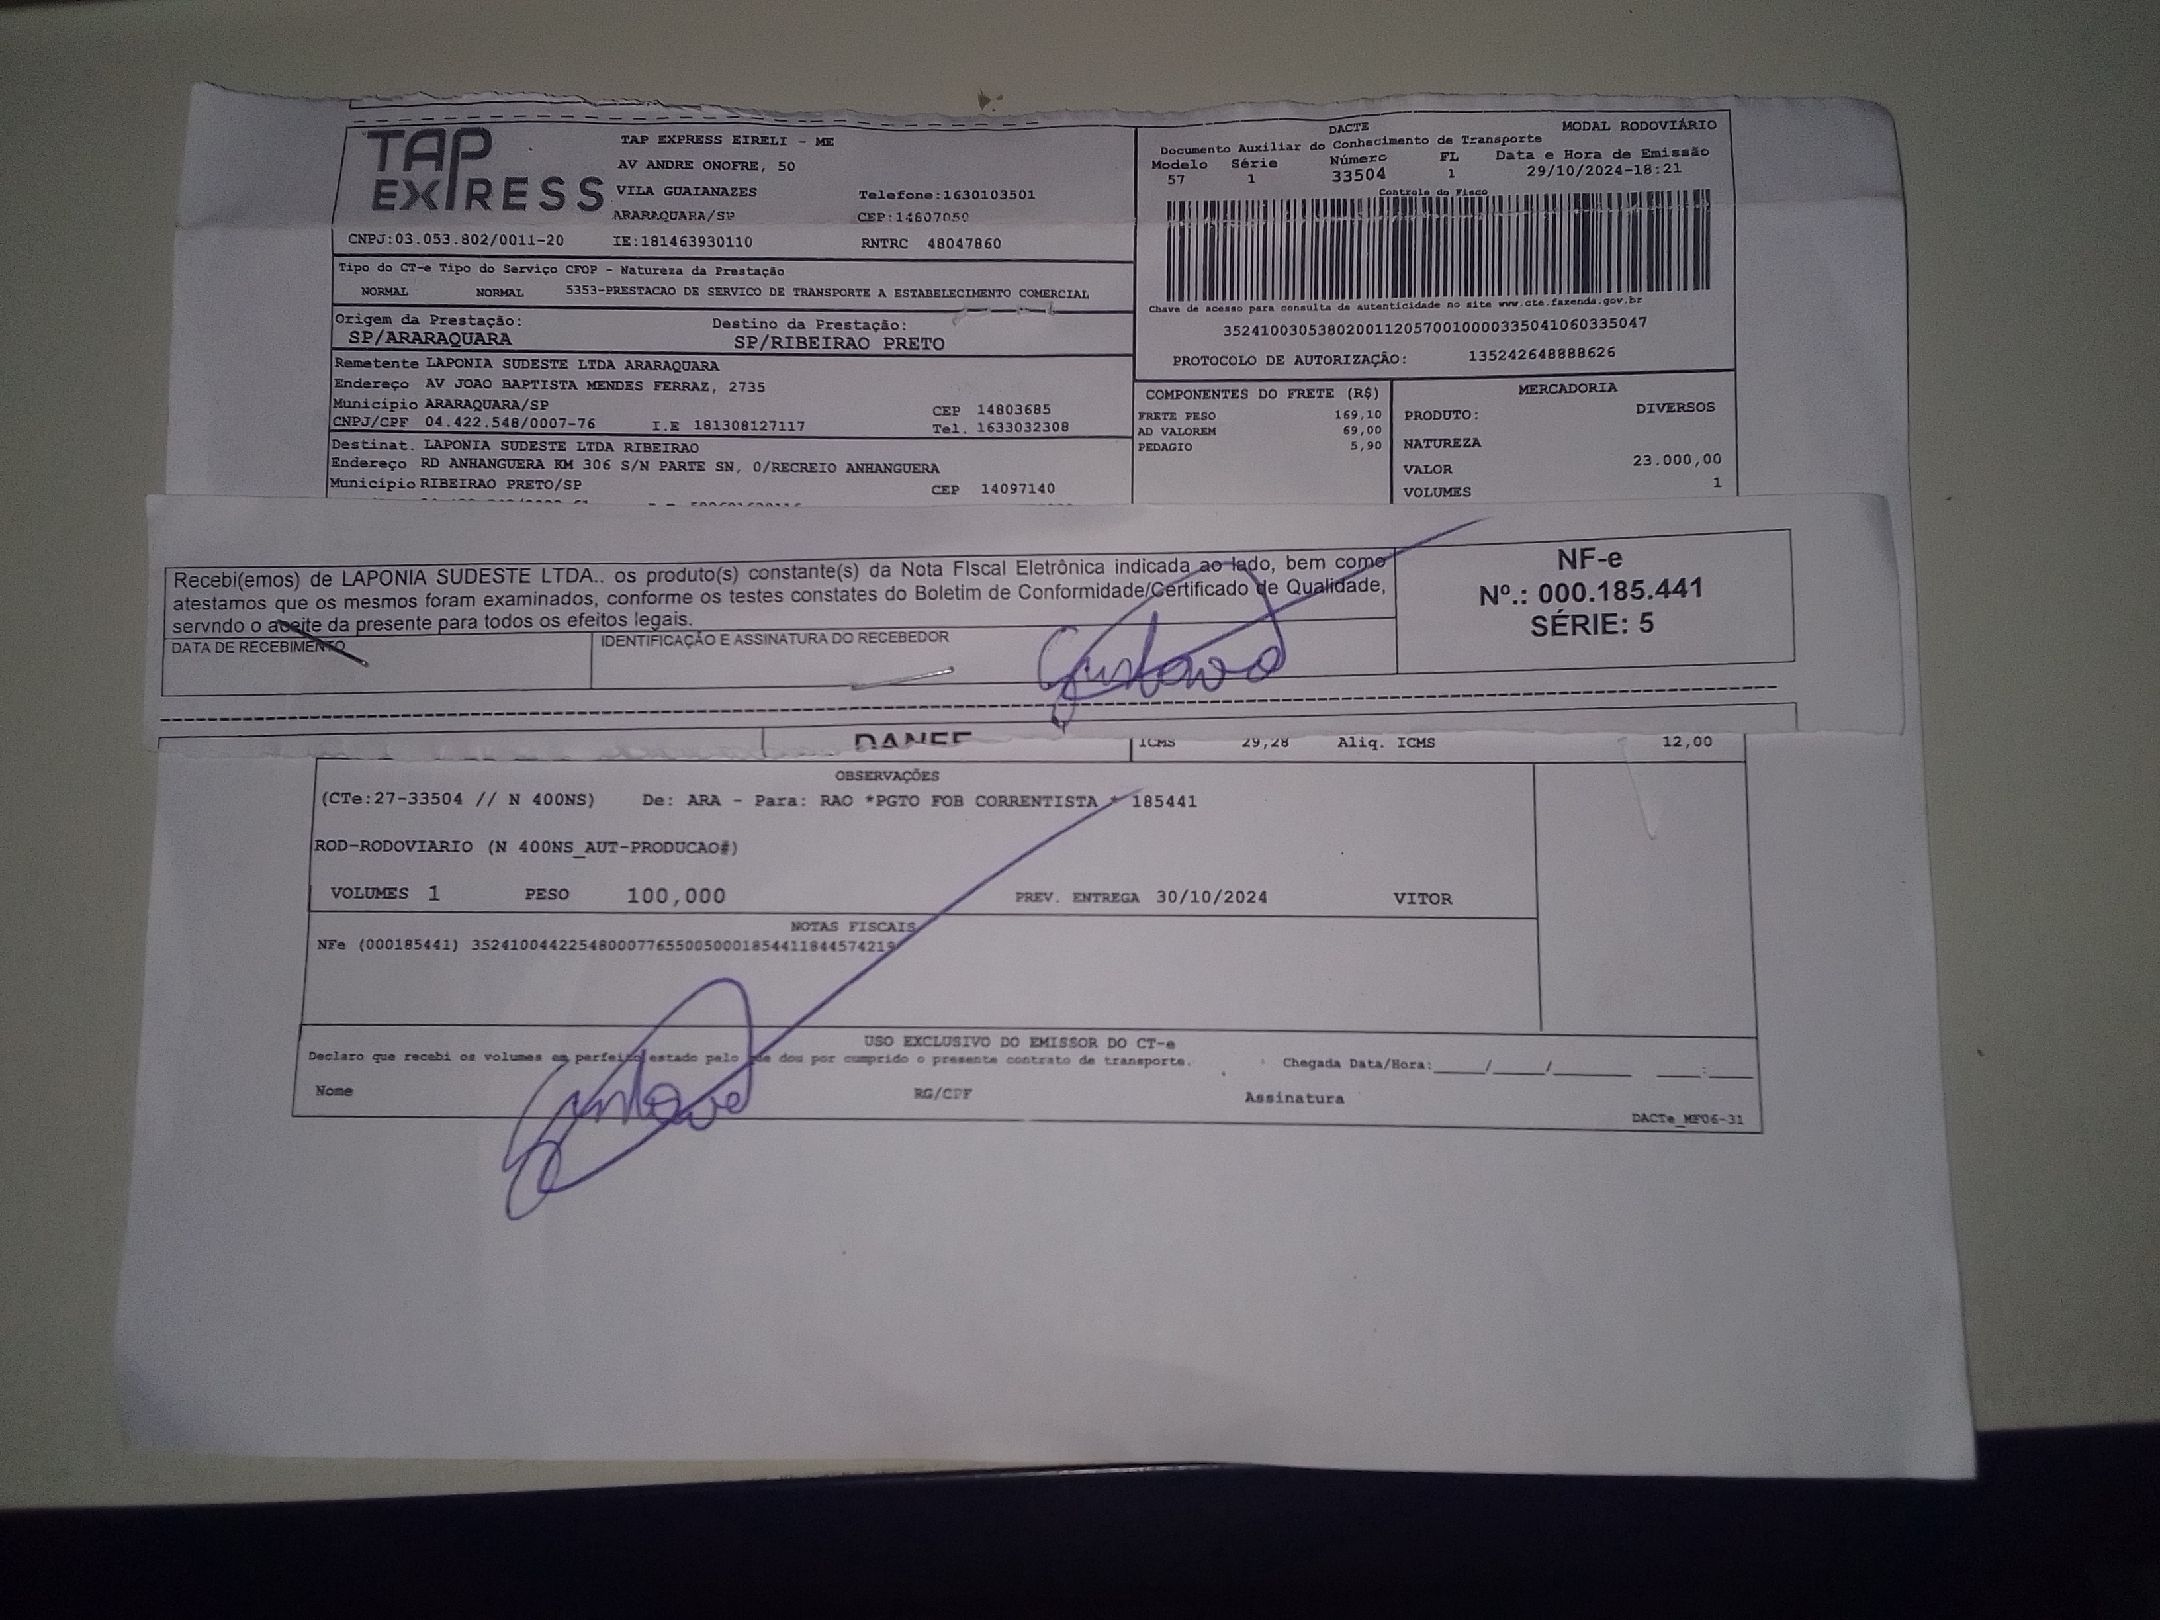 TAP EXPRESS
TAP EXPRESS EIRELI - ME
AV ANDRE ONOFRE, 50
VILA GUAIANAZES Telefone:1630103501
ARARAQUARA/SP CEP:14807050
CNPJ:03.053.802/0011-20 IE:181463930110 RNTRC 48047860
DACTE MODAL RODOVIÁRIO
Documento Auxiliar do Conhecimento de Transporte
Modelo Série Número FL Data e Hora de Emissão
57 1 33504 1 29/10/2024-18:21
Controle do Fisco
Chave de acesso para consulta de autenticidade no site www.cte.fazenda.gov.br
35241003053802001120570010000335041060335047
PROTOCOLO DE AUTORIZAÇÃO: 135242648888626
Tipo do CT-e Tipo do Serviço CFOP - Natureza da Prestação
NORMAL NORMAL 5353-PRESTACAO DE SERVICO DE TRANSPORTE A ESTABELECIMENTO COMERCIAL
Origem da Prestação: Destino da Prestação:
SP/ARARAQUARA SP/RIBEIRAO PRETO
Remetente LAPONIA SUDESTE LTDA ARARAQUARA
Endereço AV JOAO BAPTISTA MENDES FERRAZ, 2735
Município ARARAQUARA/SP CEP 14803685
CNPJ/CPF 04.422.548/0007-76 I.E 181308127117 Tel. 1633032308
Destinat. LAPONIA SUDESTE LTDA RIBEIRAO
Endereço RD ANHANGUERA KM 306 S/N PARTE SN, 0/RECREIO ANHANGUERA
Município RIBEIRAO PRETO/SP CEP 14097140
COMPONENTES DO FRETE (R$)
FRETE PESO 169,10
AD VALOREM 69,00
PEDAGIO 5,90
MERCADORIA
PRODUTO: DIVERSOS
NATUREZA
VALOR 23.000,00
VOLUMES 1
Recebi(emos) de LAPONIA SUDESTE LTDA.. os produto(s) constante(s) da Nota FIscal Eletrônica indicada ao lado, bem como
atestamos que os mesmos foram examinados, conforme os testes constates do Boletim de Conformidade/Certificado de Qualidade,
servndo o aceite da presente para todos os efeitos legais.
DATA DE RECEBIMENTO IDENTIFICAÇÃO E ASSINATURA DO RECEBEDOR
Gustavo
NF-e
Nº.: 000.185.441
SÉRIE: 5
DANFE
ICMS 29,28 Aliq. ICMS 12,00
OBSERVAÇÕES
(CTe:27-33504 // N 400NS) De: ARA - Para: RAO *PGTO FOB CORRENTISTA * 185441
ROD-RODOVIARIO (N 400NS_AUT-PRODUCAO#)
VOLUMES 1 PESO 100,000 PREV. ENTREGA 30/10/2024 VITOR
NOTAS FISCAIS
NFe (000185441) 35241004422548000776550050001854411844574219
USO EXCLUSIVO DO EMISSOR DO CT-e
Declaro que recebi os volumes em perfeito estado pelo que dou por cumprido o presente contrato de transporte. Chegada Data/Hora:_____/_____/_______ ____:____
Nome RG/CPF Assinatura
Gustavo
DACTe_MF06-31